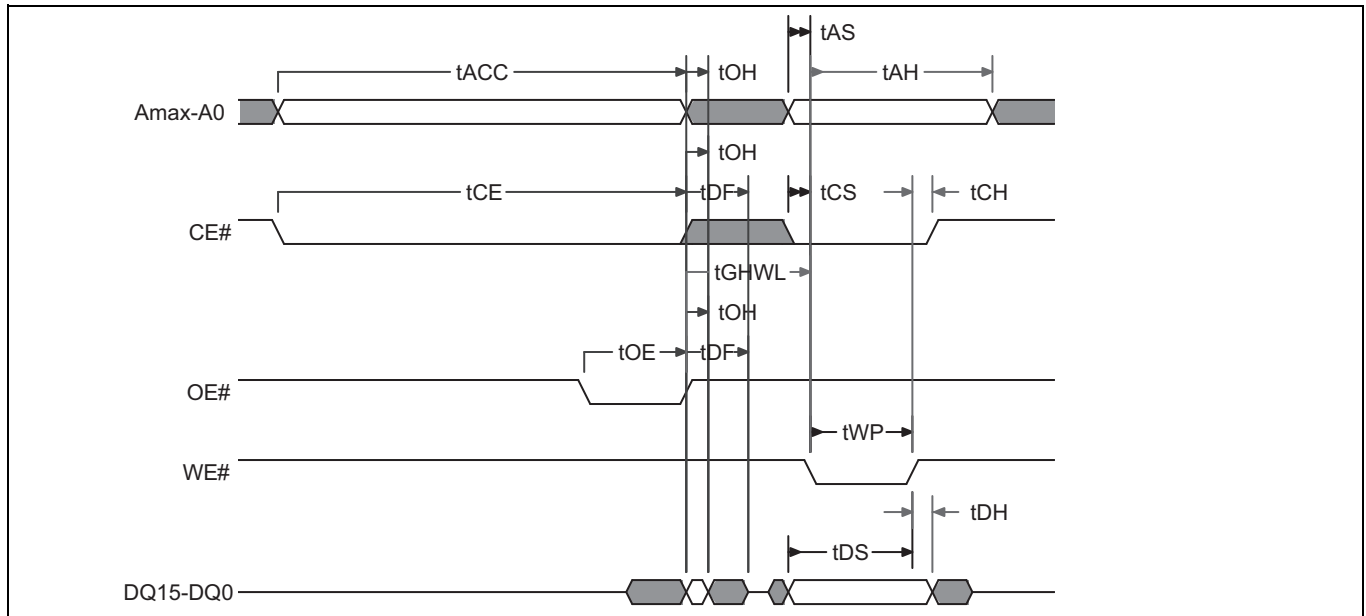 tAS
tACC tOH tAH
Amax-A0
tOH
tCE tDF tCS tCH
CE#
tGHWL
tOH
tOE tDF
OE#
tWP
WE#
tDH
tDS
DQ15-DQ0